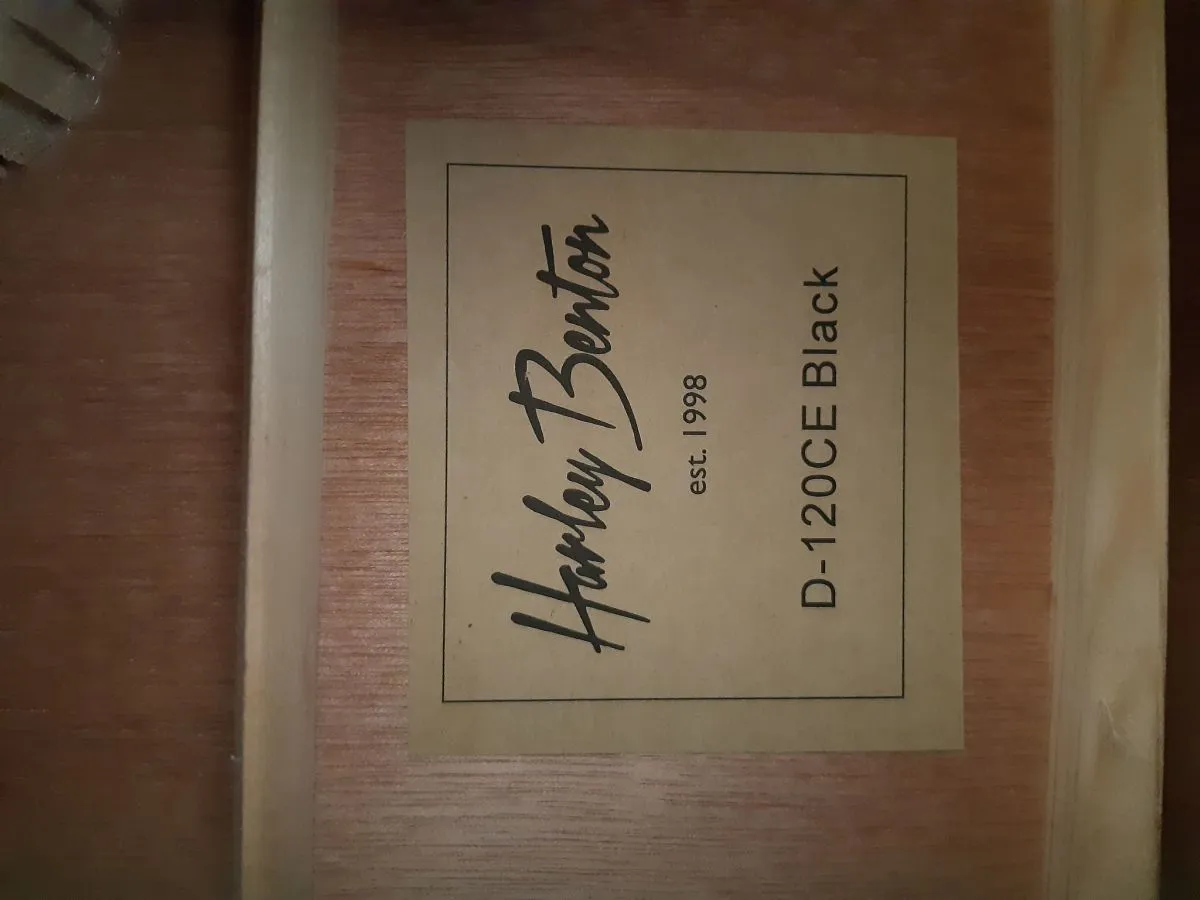 Harley Benton
est. 1998
D-120CE Black